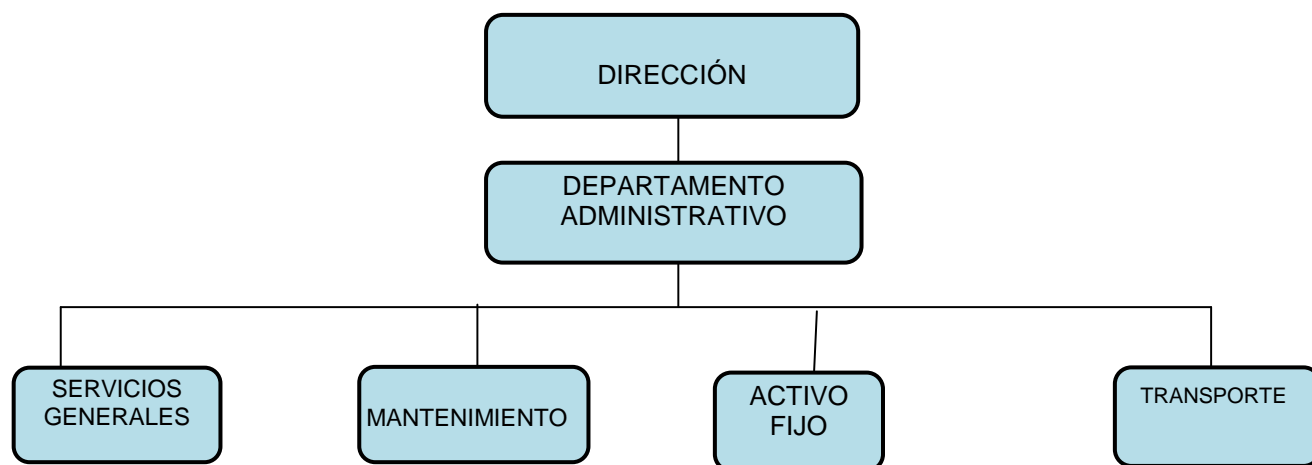 DIRECCIÓN
DEPARTAMENTO
ADMINISTRATIVO
SERVICIOS
GENERALES
MANTENIMIENTO
ACTIVO
FIJO
TRANSPORTE